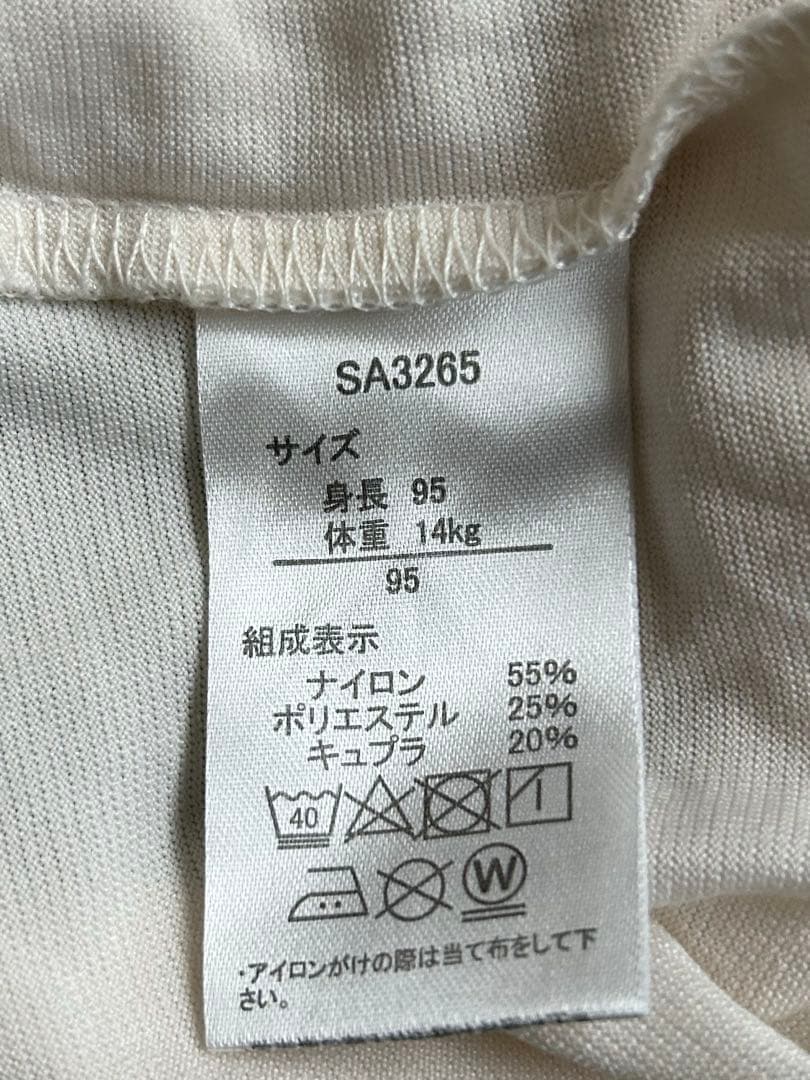 SA3265
サイズ
身長 95
体重 14kg
95
組成表示
ナイロン 55%
ポリエステル 25%
キュプラ 20%
40
W
・アイロンがけの際は当て布をして下
さい。